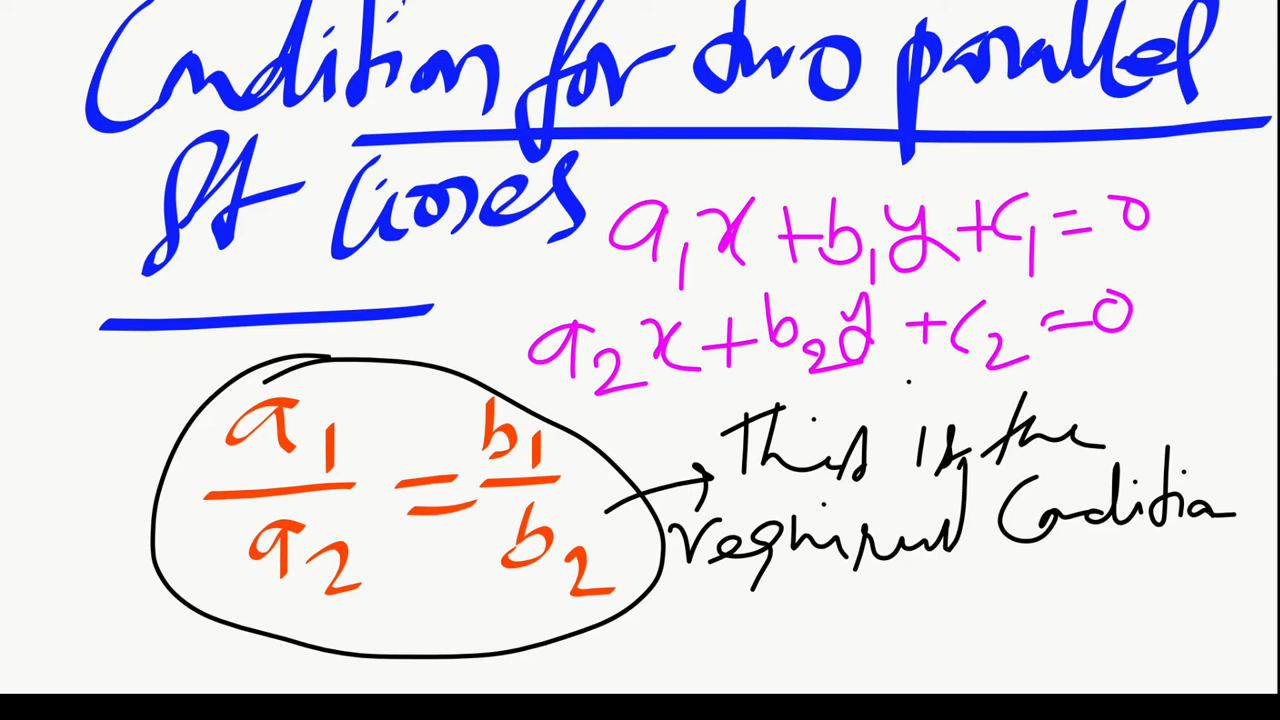 Condition for two parallel
st lines
a₁x + b₁y + c₁ = 0
a₂x + b₂y + c₂ = 0
a₁/a₂ = b₁/b₂
This is the
required Condition